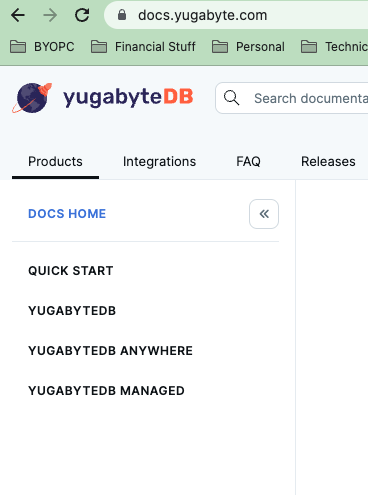 docs.yugabyte.com
BYOPC Financial Stuff Personal Technic
yugabyteDB Search documenta
Products Integrations FAQ Releases
DOCS HOME
QUICK START
YUGABYTEDB
YUGABYTEDB ANYWHERE
YUGABYTEDB MANAGED